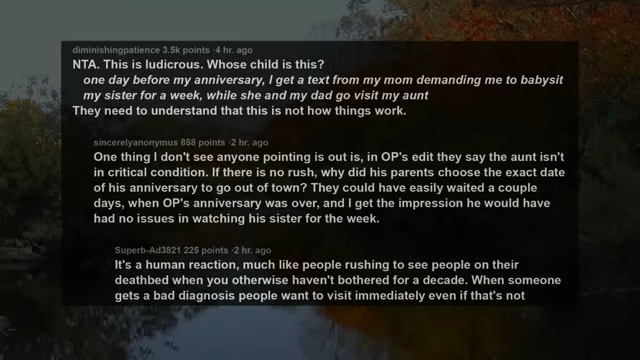 diminishingpatience 3.5k points ·4 hr. ago
NTA. This is ludicrous. Whose child is this?
one day before my anniversary, I get a text from my mom demanding me to babysit
my sister for a week, while she and my dad go visit my aunt
They need to understand that this is not how things work.
sincerelyanonymus 858 points ·2 hr. ago
One thing I don't see anyone pointing is out is, in OP's edit they say the aunt isn't
in critical condition. If there is no rush, why did his parents choose the exact date
of his anniversary to go out of town? They could have easily waited a couple
days, when OP's anniversary was over, and I get the impression he would have
had no issues in watching his sister for the week.
Superb-Ad3821 225 points ·2 hr. ago
It's a human reaction, much like people rushing to see people on their
deathbed when you otherwise haven't bothered for a decade. When someone
gets a bad diagnosis people want to visit immediately even if that's not